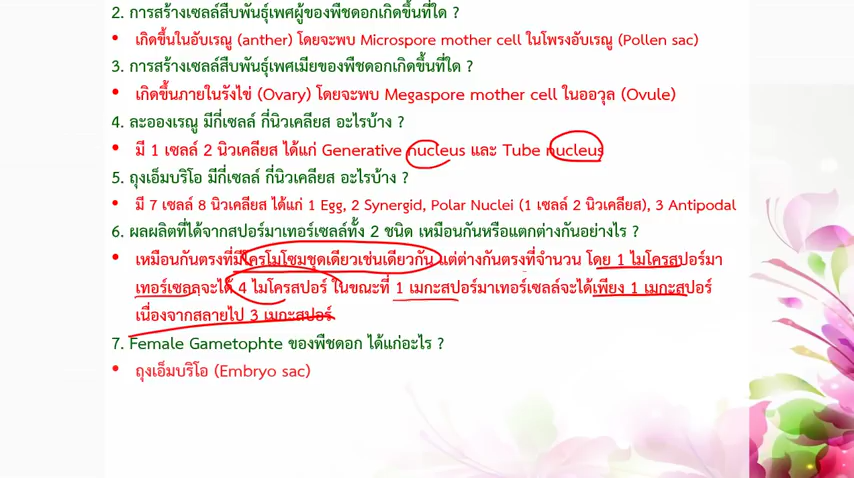 2. การสร้างเซลล์สืบพันธุ์เพศผู้ของพืชดอกเกิดขึ้นที่ใด ?
• เกิดขึ้นในอับเรณู (anther) โดยจะพบ Microspore mother cell ในโพรงอับเรณู (Pollen sac)
3. การสร้างเซลล์สืบพันธุ์เพศเมียของพืชดอกเกิดขึ้นที่ใด ?
• เกิดขึ้นภายในรังไข่ (Ovary) โดยจะพบ Megaspore mother cell ในออวุล (Ovule)
4. ละอองเรณู มีกี่เซลล์ กี่นิวเคลียส อะไรบ้าง ?
• มี 1 เซลล์ 2 นิวเคลียส ได้แก่ Generative nucleus และ Tube nucleus
5. ถุงเอ็มบริโอ มีกี่เซลล์ กี่นิวเคลียส อะไรบ้าง ?
• มี 7 เซลล์ 8 นิวเคลียส ได้แก่ 1 Egg, 2 Synergid, Polar Nuclei (1 เซลล์ 2 นิวเคลียส), 3 Antipodal
6. ผลผลิตที่ได้จากสปอร์มาเทอร์เซลล์ทั้ง 2 ชนิด เหมือนกันหรือแตกต่างกันอย่างไร ?
• เหมือนกันตรงที่มีโครโมโซมชุดเดียวเช่นเดียวกัน แต่ต่างกันตรงที่จำนวน โดย 1 ไมโครสปอร์มา
เทอร์เซลลจะได้ 4 ไมโครสปอร์ ในขณะที่ 1 เมกะสปอร์มาเทอร์เซลล์จะได้เพียง 1 เมกะสปอร์
เนื่องจากสลายไป 3 เมกะสปอร์
7. Female Gametophte ของพืชดอก ได้แก่อะไร ?
• ถุงเอ็มบริโอ (Embryo sac)